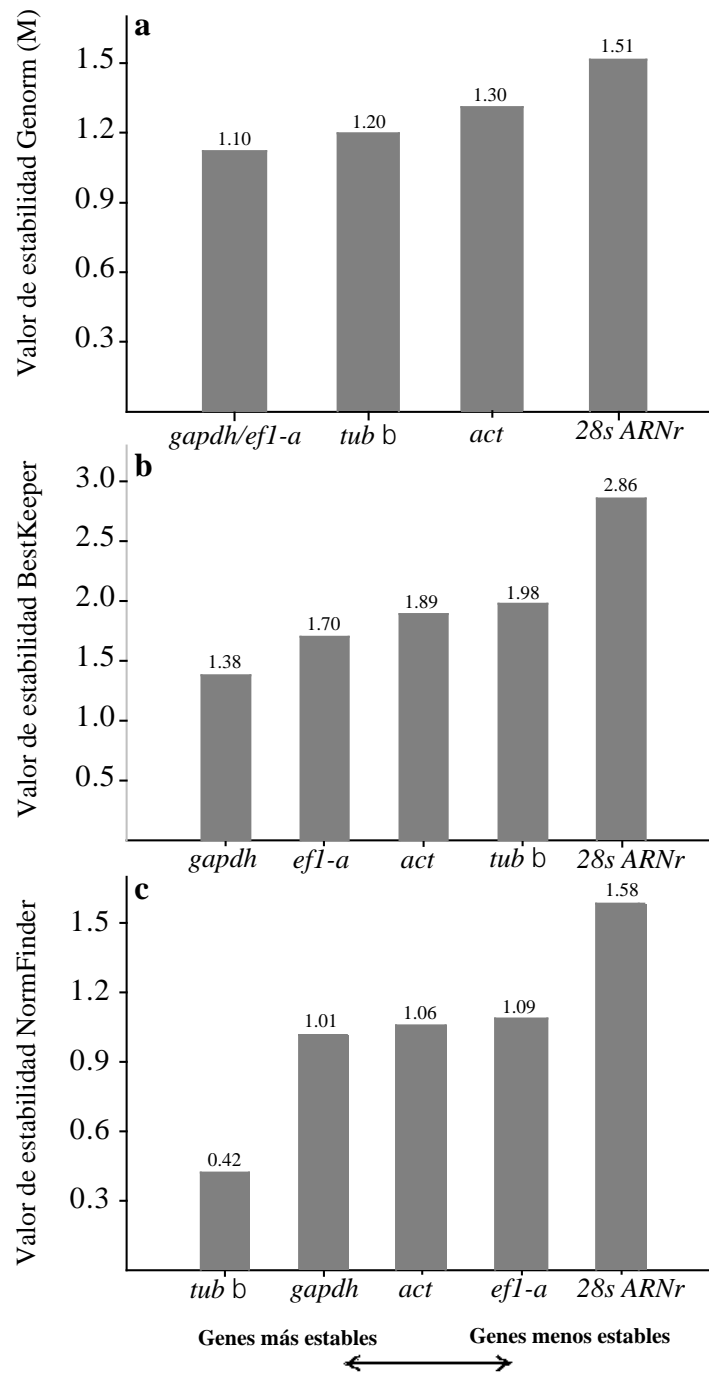 a
Valor de estabilidad Genorm (M)
1.5
1.2
0.9
0.6
0.3
1.10
1.20
1.30
1.51
gapdh/ef1-a
tub b
act
28s ARNr
b
Valor de estabilidad BestKeeper
3.0
2.5
2.0
1.5
1.0
0.5
1.38
1.70
1.89
1.98
2.86
gapdh
ef1-a
act
tub b
28s ARNr
c
Valor de estabilidad NormFinder
1.5
1.2
0.9
0.6
0.3
0.42
1.01
1.06
1.09
1.58
tub b
gapdh
act
ef1-a
28s ARNr
Genes más estables
Genes menos estables